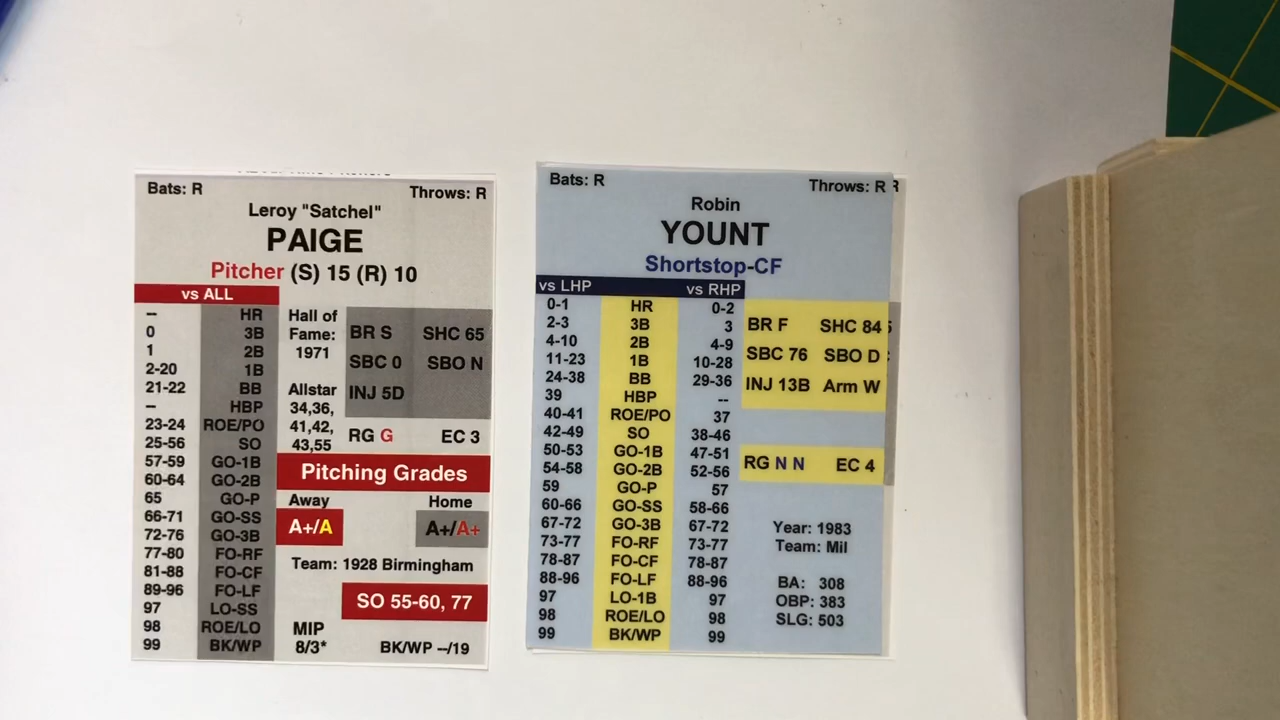 Bats: R Throws: R
Leroy "Satchel"
PAIGE
Pitcher (S) 15 (R) 10
vs ALL
-- HR
0 3B
1 2B
2-20 1B
21-22 BB
-- HBP
23-24 ROE/PO
25-56 SO
57-59 GO-1B
60-64 GO-2B
65 GO-P
66-71 GO-SS
72-76 GO-3B
77-80 FO-RF
81-88 FO-CF
89-96 FO-LF
97 LO-SS
98 ROE/LO
99 BK/WP
Hall of
Fame:
1971
Allstar
34,36,
41,42,
43,55
BR S SHC 65
SBC 0 SBO N
INJ 5D
RG G EC 3
Pitching Grades
Away Home
A+/A A+/A+
Team: 1928 Birmingham
SO 55-60, 77
MIP
8/3* BK/WP --/19
Bats: R Throws: R R
Robin
YOUNT
Shortstop-CF
vs LHP vs RHP
0-1 HR 0-2
2-3 3B 3
4-10 2B 4-9
11-23 1B 10-28
24-38 BB 29-36
39 HBP --
40-41 ROE/PO 37
42-49 SO 38-46
50-53 GO-1B 47-51
54-58 GO-2B 52-56
59 GO-P 57
60-66 GO-SS 58-66
67-72 GO-3B 67-72
73-77 FO-RF 73-77
78-87 FO-CF 78-87
88-96 FO-LF 88-96
97 LO-1B 97
98 ROE/LO 98
99 BK/WP 99
BR F SHC 84
SBC 76 SBO D
INJ 13B Arm W
RG N N EC 4
Year: 1983
Team: Mil
BA: 308
OBP: 383
SLG: 503